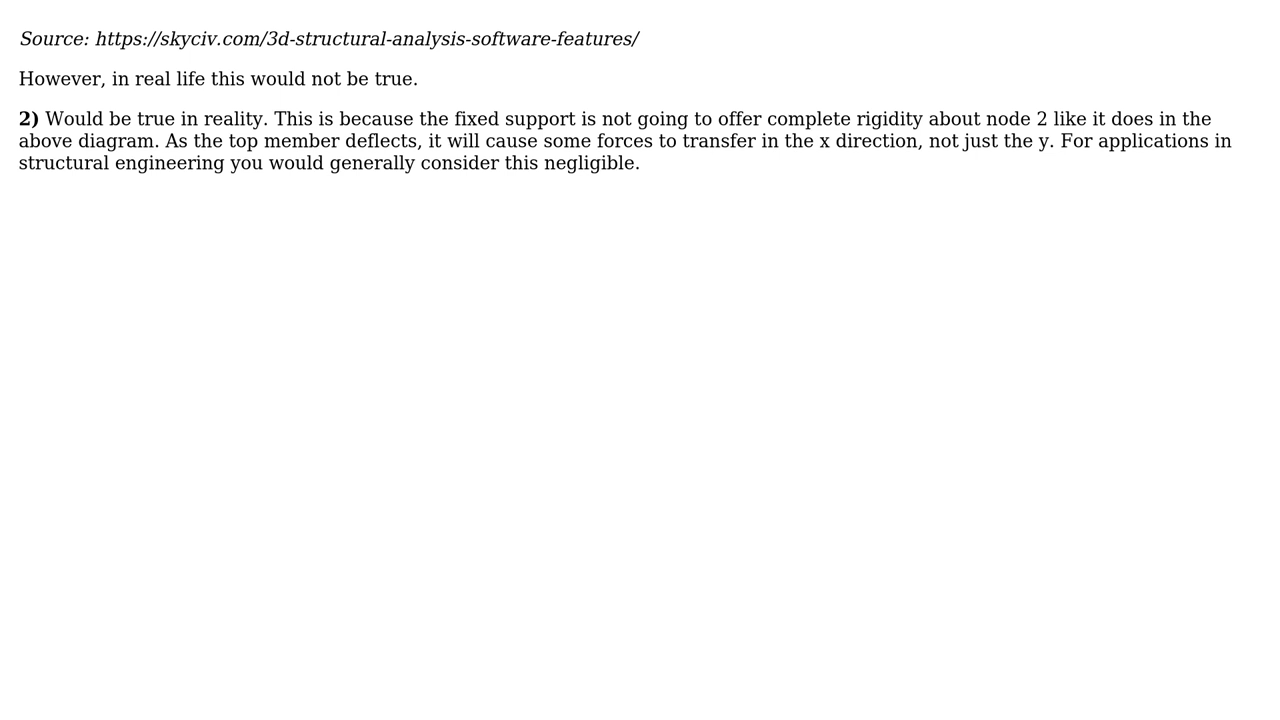 Source: https://skyciv.com/3d-structural-analysis-software-features/
However, in real life this would not be true.
2) Would be true in reality. This is because the fixed support is not going to offer complete rigidity about node 2 like it does in the
above diagram. As the top member deflects, it will cause some forces to transfer in the x direction, not just the y. For applications in
structural engineering you would generally consider this negligible.